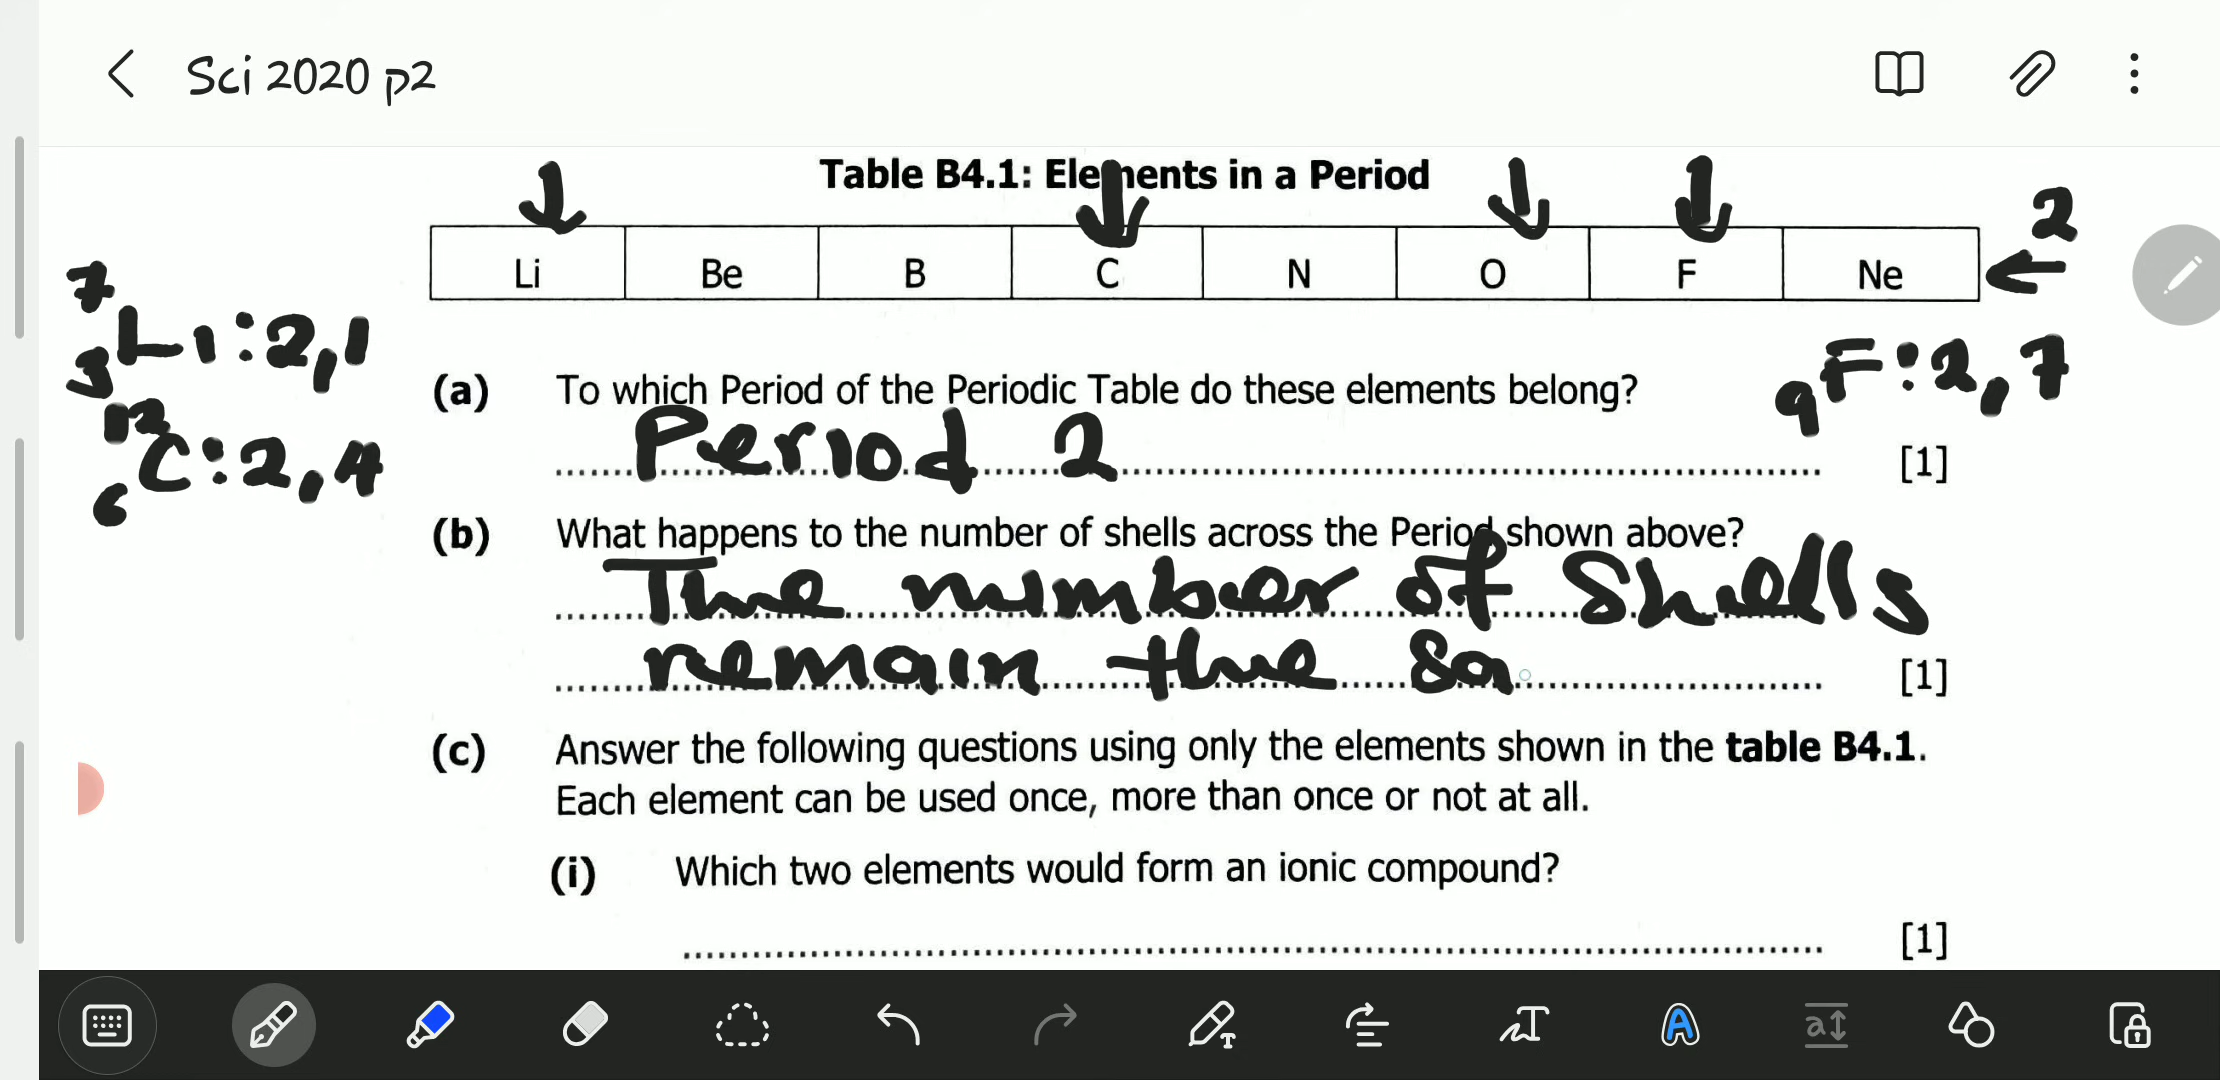 Sci 2020 p2
Table B4.1: Elements in a Period
2
Li Be B C N O F Ne
7
Li:2,1
3
F:2,7
9
(a) To which Period of the Periodic Table do these elements belong?
Period 2
[1]
12
C:2,4
6
(b) What happens to the number of shells across the Period shown above?
The number of Shells
remain the sa
[1]
(c) Answer the following questions using only the elements shown in the table B4.1.
Each element can be used once, more than once or not at all.
(i) Which two elements would form an ionic compound?
[1]